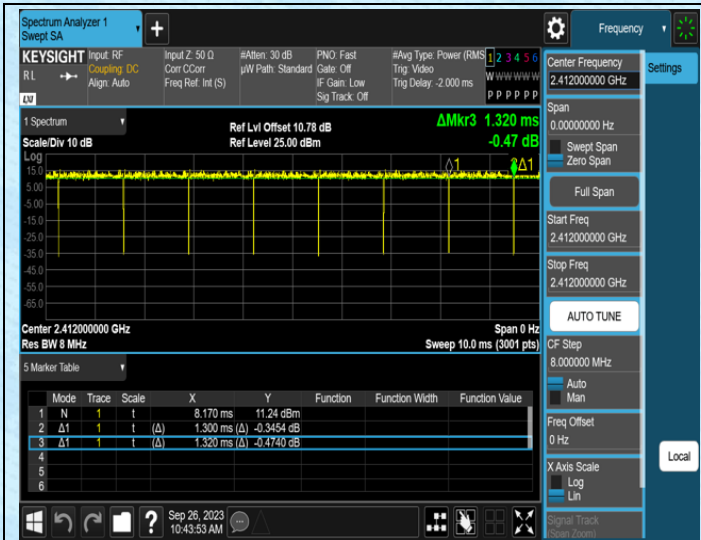 Spectrum Analyzer 1
Swept SA
Frequency
KEYSIGHT
RL
LXI
Input: RF
Coupling: DC
Align: Auto
Input Z: 50 Ω
Corr CCorr
Freq Ref: Int (S)
#Atten: 30 dB
µW Path: Standard
PNO: Fast
Gate: Off
IF Gain: Low
Sig Track: Off
#Avg Type: Power (RMS
Trig: Video
Trig Delay: -2.000 ms
1 2 3 4 5 6
W W W W W W
P P P P P P
Center Frequency
2.412000000 GHz
Settings
Span
0.00000000 Hz
Swept Span
Zero Span
Full Span
Start Freq
2.412000000 GHz
Stop Freq
2.412000000 GHz
AUTO TUNE
CF Step
8.000000 MHz
Auto
Man
Freq Offset
0 Hz
X Axis Scale
Log
Lin
Signal Track
(Span Zoom)
Local
1 Spectrum
Scale/Div 10 dB
Ref Lvl Offset 10.78 dB
Ref Level 25.00 dBm
ΔMkr3 1.320 ms
-0.47 dB
Log
15.0
5.00
-5.00
-15.0
-25.0
-35.0
-45.0
-55.0
-65.0
Center 2.412000000 GHz
Res BW 8 MHz
Span 0 Hz
Sweep 10.0 ms (3001 pts)
5 Marker Table
Mode Trace Scale X Y Function Function Width Function Value
1 N 1 t 8.170 ms 11.24 dBm
2 Δ1 1 t (Δ) 1.300 ms (Δ) -0.3454 dB
3 Δ1 1 t (Δ) 1.320 ms (Δ) -0.4740 dB
4
5
6
Sep 26, 2023
10:43:53 AM